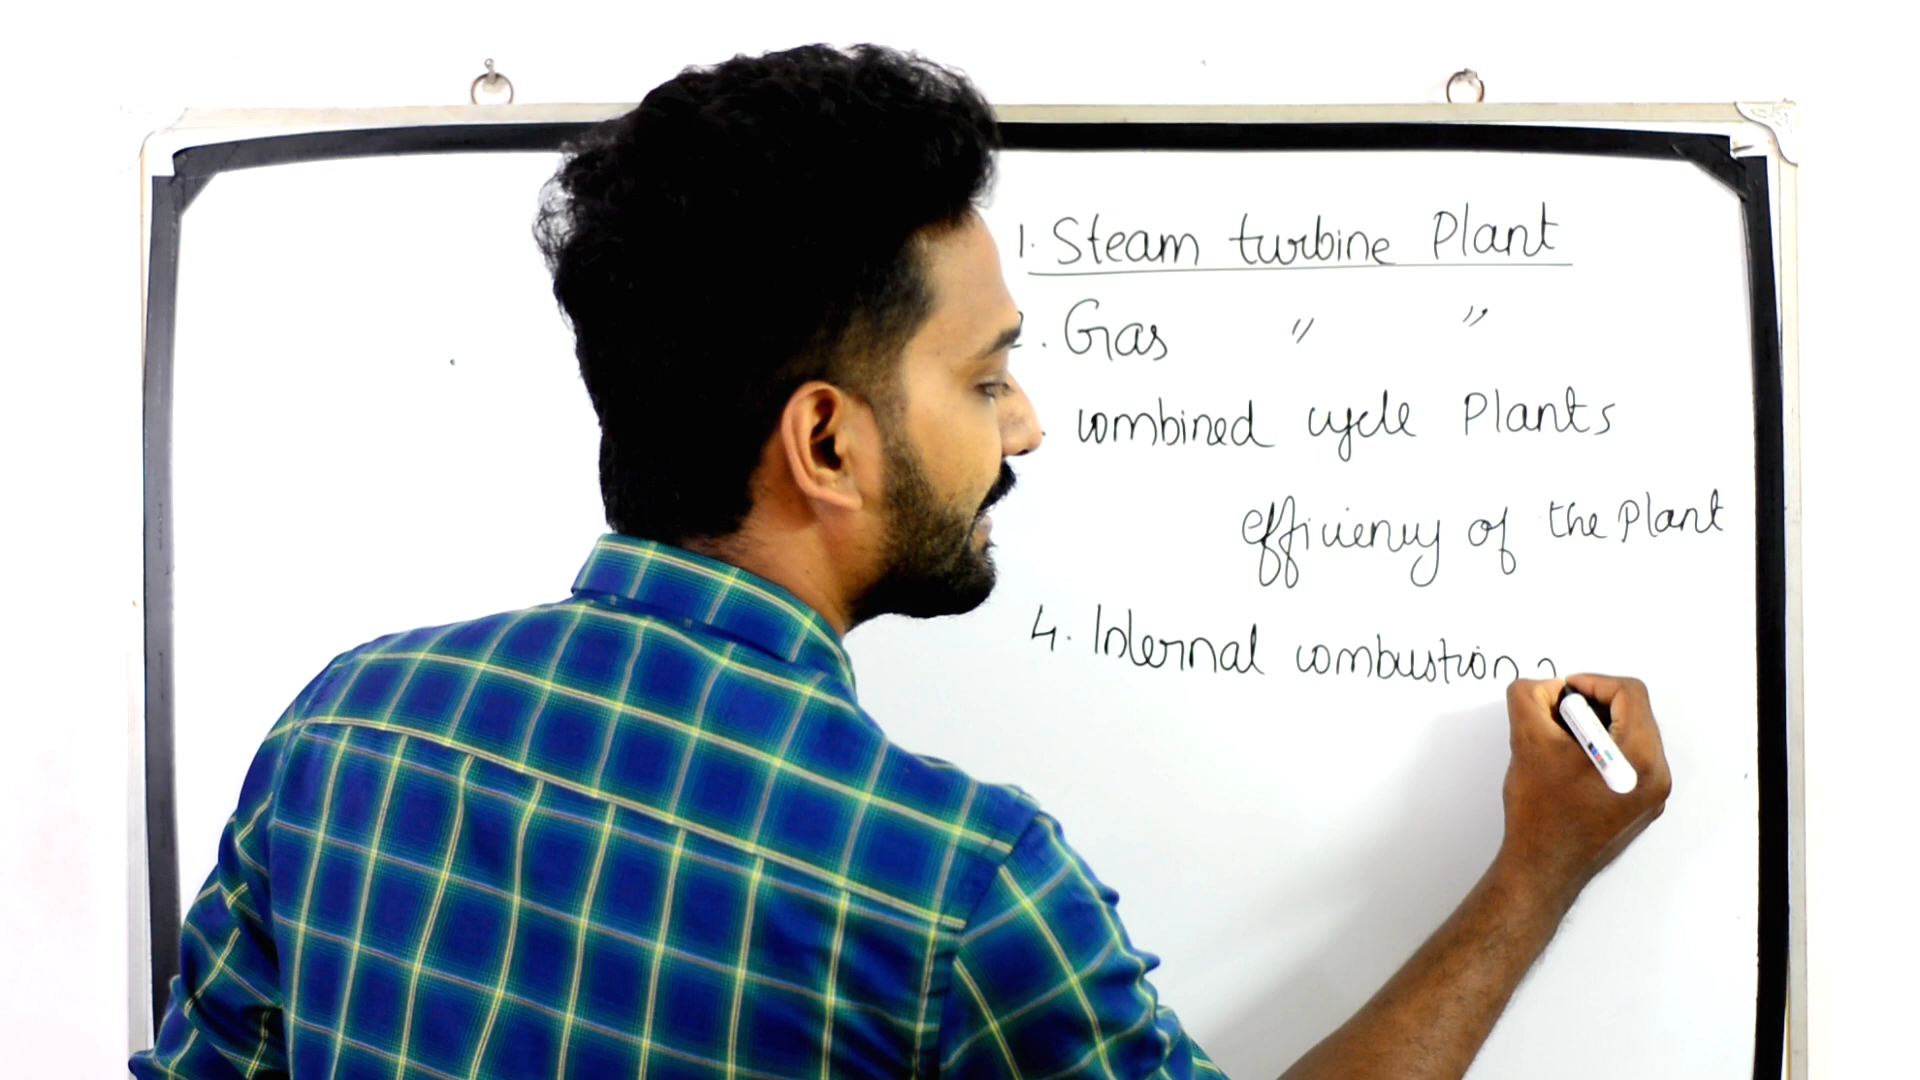 1. Steam turbine Plant
2. Gas " "
. combined cycle Plants
efficiency of the Plant
4. Internal combustion